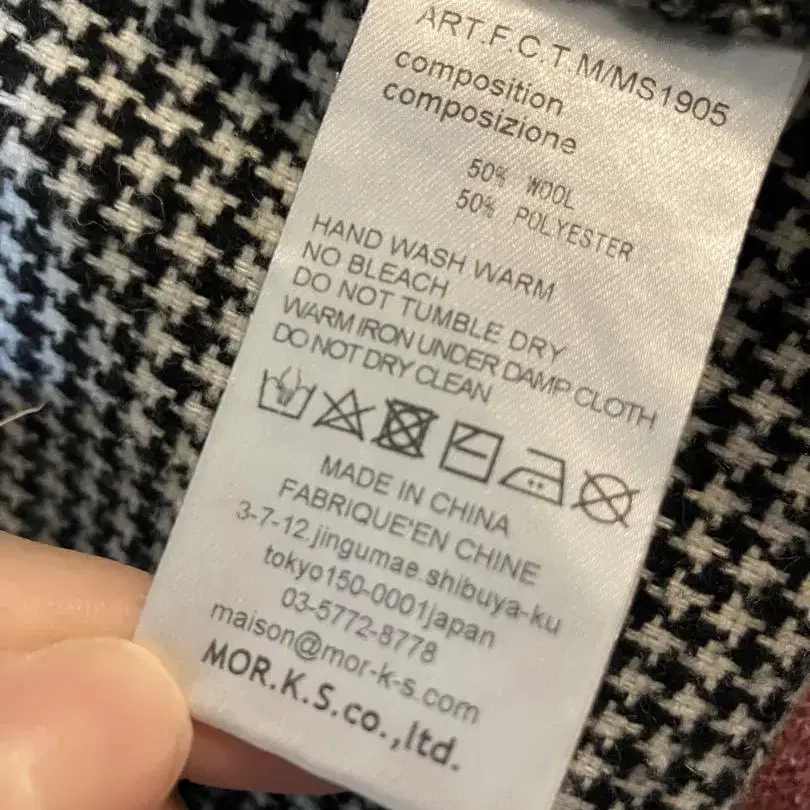 ART.F.C.T.M/MS1905
composition
composizione
50% WOOL
50% POLYESTER
HAND WASH WARM
NO BLEACH
DO NOT TUMBLE DRY
WARM IRON UNDER DAMP CLOTH
DO NOT DRY CLEAN
MADE IN CHINA
FABRIQUE'EN CHINE
3-7-12.jingumae.shibuya-ku
tokyo150-0001japan
03-5772-8778
maison@mor-k-s.com
MOR.K.S.co.,ltd.